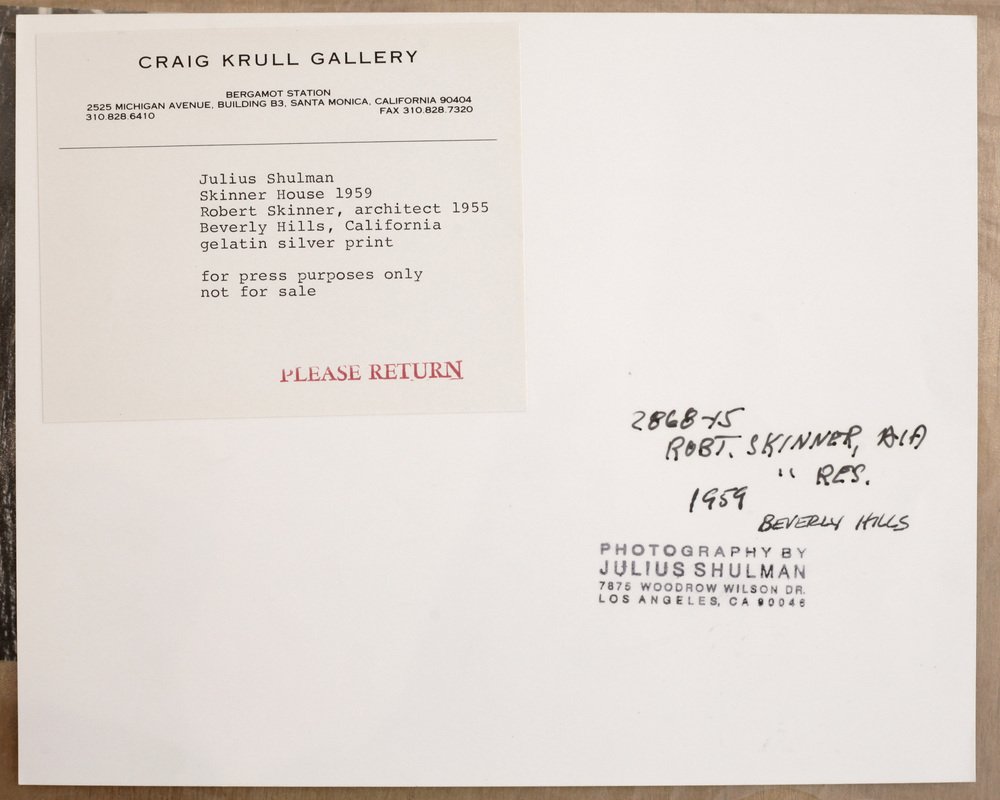 CRAIG KRULL GALLERY
BERGAMOT STATION
2525 MICHIGAN AVENUE, BUILDING B3, SANTA MONICA, CALIFORNIA 90404
310.828.6410 FAX 310.828.7320
Julius Shulman
Skinner House 1959
Robert Skinner, architect 1955
Beverly Hills, California
gelatin silver print
for press purposes only
not for sale
PLEASE RETURN
2868-15
ROBT. SKINNER, AIA
" RES.
1959
BEVERLY HILLS
PHOTOGRAPHY BY
JULIUS SHULMAN
7875 WOODROW WILSON DR.
LOS ANGELES, CA 90046